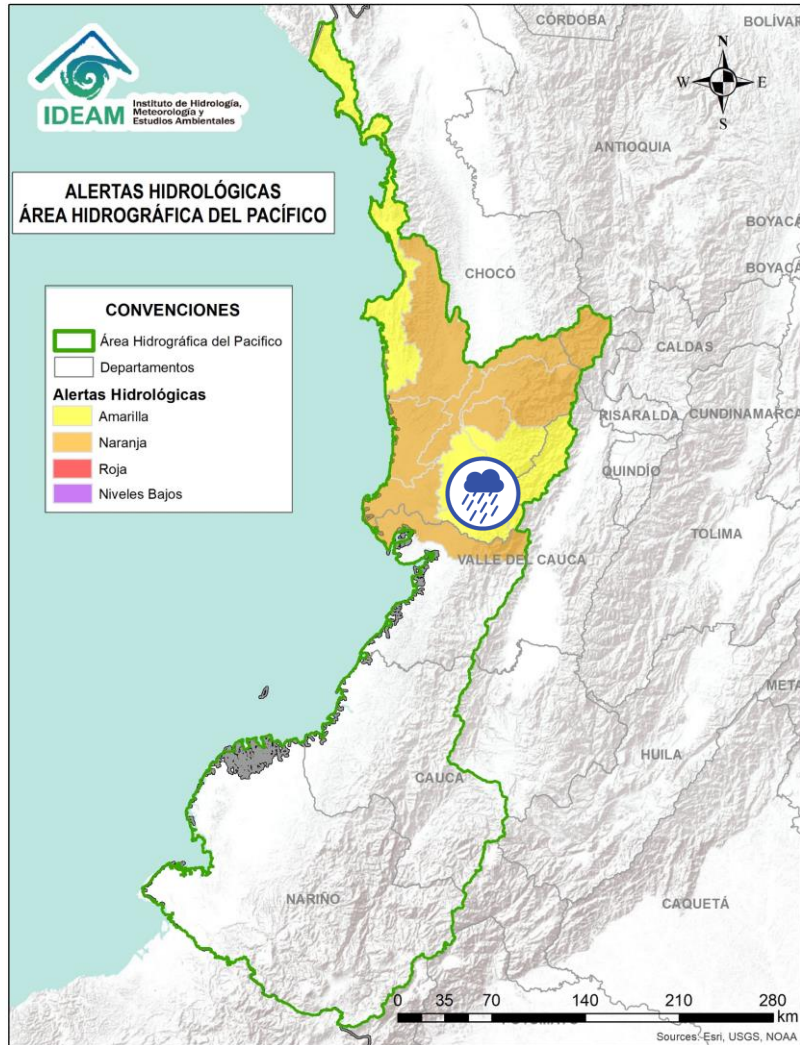 IDEAM
Instituto de Hidrología,
Meteorología y
Estudios Ambientales
ALERTAS HIDROLÓGICAS
ÁREA HIDROGRÁFICA DEL PACÍFICO
CONVENCIONES
Área Hidrográfica del Pacifico
Departamentos
Alertas Hidrológicas
Amarilla
Naranja
Roja
Niveles Bajos
N
W E
S
CÓRDOBA
BOLÍVAR
ANTIOQUIA
BOYACÁ
BOYACÁ
CHOCÓ
CALDAS
RISARALDA
CUNDINAMARCA
QUINDÍO
TOLIMA
VALLE DEL CAUCA
META
HUILA
CAUCA
NARIÑO
CAQUETÁ
0 35 70 140 210 280
km
Sources: Esri, USGS, NOAA